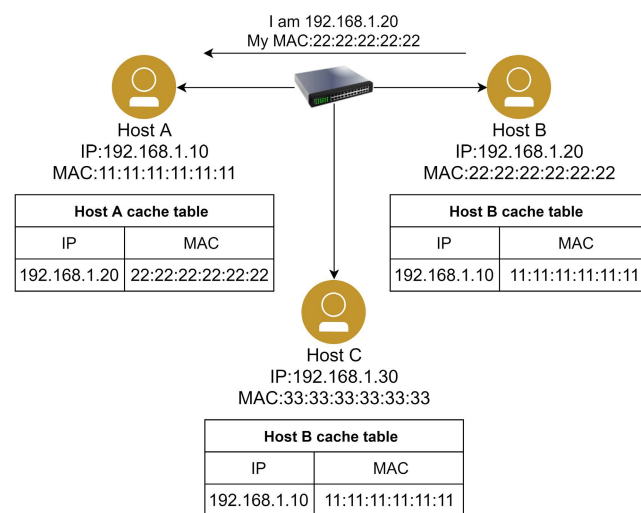 I am 192.168.1.20
My MAC:22:22:22:22:22
Host A
IP:192.168.1.10
MAC:11:11:11:11:11:11
Host B
IP:192.168.1.20
MAC:22:22:22:22:22:22
Host A cache table
IP MAC
192.168.1.20 22:22:22:22:22:22
Host B cache table
IP MAC
192.168.1.10 11:11:11:11:11:11
Host C
IP:192.168.1.30
MAC:33:33:33:33:33:33
Host B cache table
IP MAC
192.168.1.10 11:11:11:11:11:11